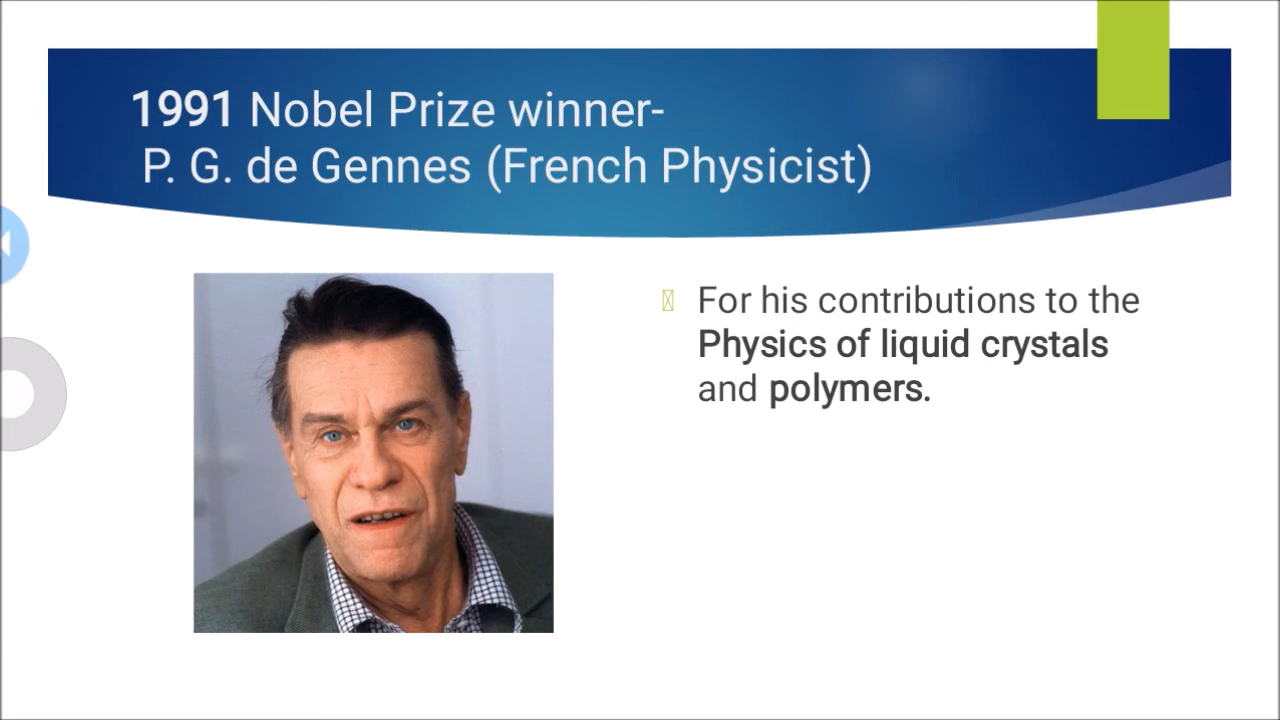 1991 Nobel Prize winner-
P. G. de Gennes (French Physicist)
For his contributions to the
Physics of liquid crystals
and polymers.